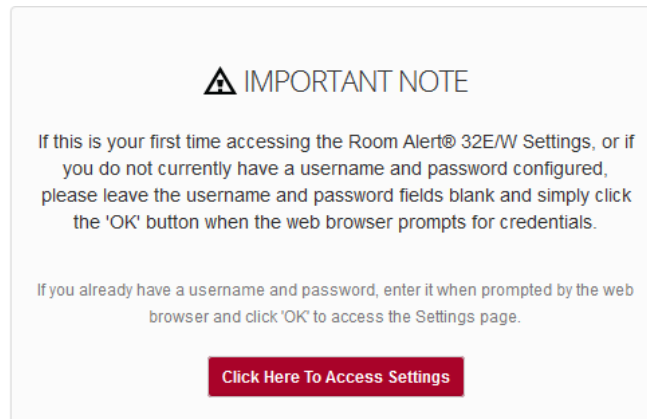 IMPORTANT NOTE
If this is your first time accessing the Room Alert® 32E/W Settings, or if
you do not currently have a username and password configured,
please leave the username and password fields blank and simply click
the 'OK' button when the web browser prompts for credentials.
If you already have a username and password, enter it when prompted by the web
browser and click 'OK' to access the Settings page.
Click Here To Access Settings